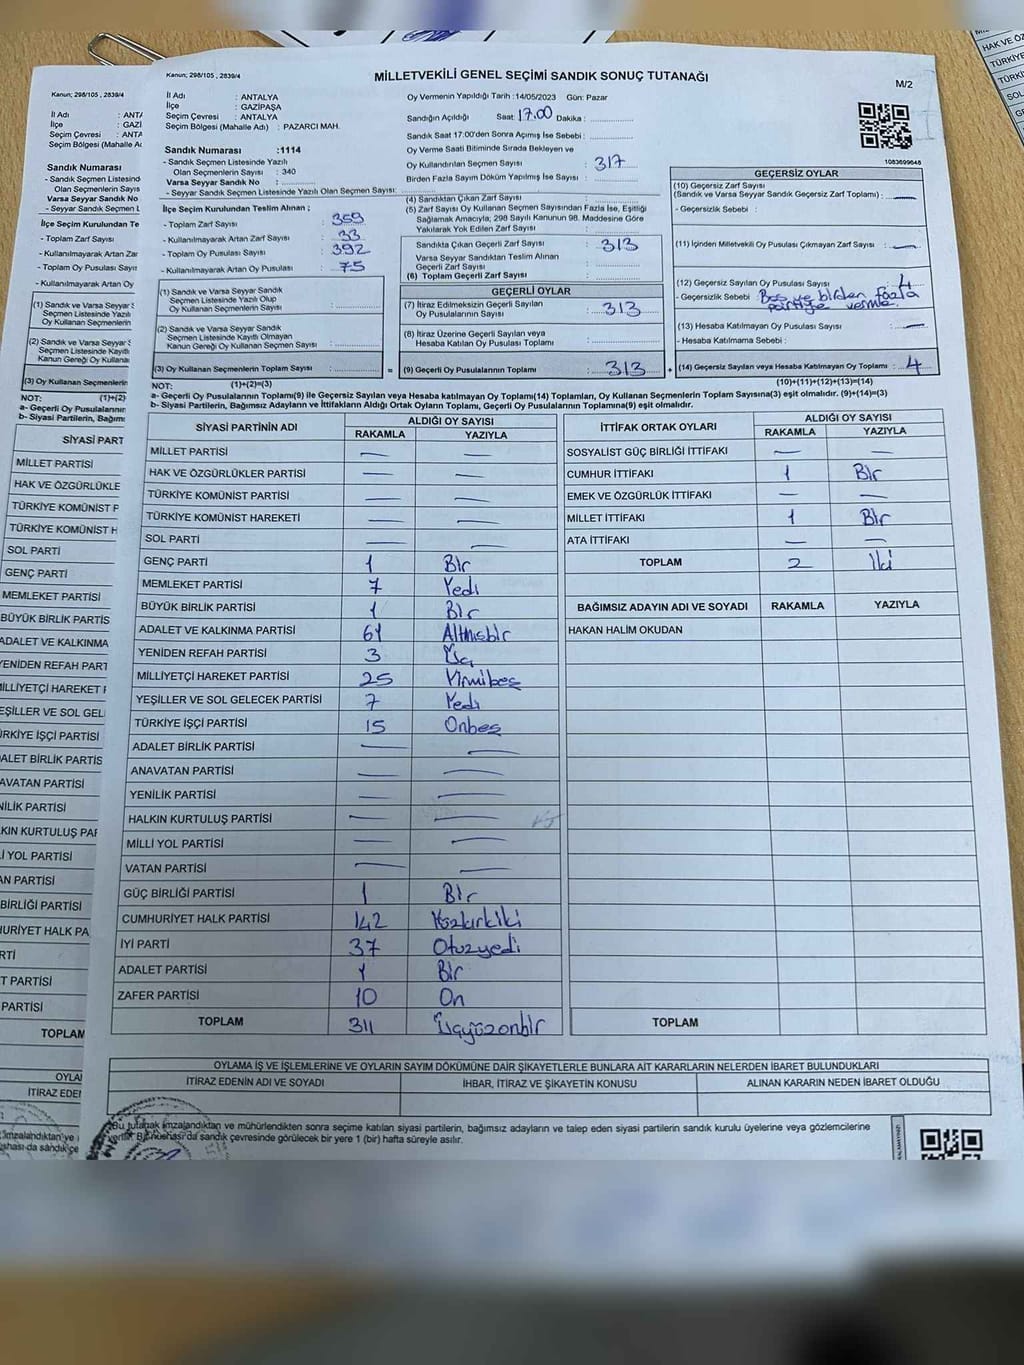 Kanun; 298/105 , 2839/4
MİLLETVEKİLİ GENEL SEÇİMİ SANDIK SONUÇ TUTANAĞI
M/2
İl Adı : ANTALYA
İlçe : GAZİPAŞA
Seçim Çevresi : ANTALYA
Seçim Bölgesi (Mahalle Adı) : PAZARCI MAH.
Sandık Numarası :1114
- Sandık Seçmen Listesinde Yazılı
Olan Seçmenlerin Sayısı : 340
Varsa Seyyar Sandık No :
- Seyyar Sandık Seçmen Listesinde Yazılı Olan Seçmen Sayısı:
İlçe Seçim Kurulundan Teslim Alınan ;
- Toplam Zarf Sayısı : 350
- Kullanılmayarak Artan Zarf Sayısı : 33
- Toplam Oy Pusulası Sayısı : 392
- Kullanılmayarak Artan Oy Pusulası : 75
Oy Vermenin Yapıldığı Tarih :14/05/2023 Gün: Pazar
Sandığın Açıldığı Saat: 17.00 Dakika :
Sandık Saat 17:00'den Sonra Açılmış İse Sebebi :
Oy Verme Saati Bitiminde Sırada Bekleyen ve
Oy Kullandırılan Seçmen Sayısı : 317
Birden Fazla Sayım Döküm Yapılmış İse Sayısı :
(4) Sandıktan Çıkan Zarf Sayısı :
(5) Zarf Sayısı Oy Kullanan Seçmen Sayısından Fazla İse, Eşitliği
Sağlamak Amacıyla; 298 Sayılı Kanunun 98. Maddesine Göre
Yakılarak Yok Edilen Zarf Sayısı :
Sandıkta Çıkan Geçerli Zarf Sayısı : 313
Varsa Seyyar Sandıktan Teslim Alınan
Geçerli Zarf Sayısı :
(6) Toplam Geçerli Zarf Sayısı :
1083699648
GEÇERSİZ OYLAR
(10) Geçersiz Zarf Sayısı
(Sandık ve Varsa Seyyar Sandık Geçersiz Zarf Toplamı) : —
- Geçersizlik Sebebi :
(11) İçinden Milletvekili Oy Pusulası Çıkmayan Zarf Sayısı : —
(12) Geçersiz Sayılan Oy Pusulası Sayısı : 4
- Geçersizlik Sebebi : Boş ve birden fazla
partiye verme.
(13) Hesaba Katılmayan Oy Pusulası Sayısı : —
- Hesaba Katılmama Sebebi :
(14) Geçersiz Sayılan veya Hesaba Katılmayan Oy Toplamı : 4
(10)+(11)+(12)+(13)=(14)
(1) Sandık ve Varsa Seyyar Sandık
Seçmen Listesinde Yazılı Olup
Oy Kullanan Seçmenlerin Sayısı :
(2) Sandık ve Varsa Seyyar Sandık
Seçmen Listesinde Kayıtlı Olmayan
Kanun Gereği Oy Kullanan Seçmen Sayısı :
(3) Oy Kullanan Seçmenlerin Toplam Sayısı :
=
GEÇERLİ OYLAR
(7) İtiraz Edilmeksizin Geçerli Sayılan
Oy Pusulalarının Sayısı : 313
(8) İtiraz Üzerine Geçerli Sayılan veya
Hesaba Katılan Oy Pusulası Toplamı :
(9) Geçerli Oy Pusulalarının Toplamı : 313
+
NOT: (1)+(2)=(3)
a- Geçerli Oy Pusulalarının Toplamı(9) ile Geçersiz Sayılan veya Hesaba katılmayan Oy Toplamı(14) Toplamları, Oy Kullanan Seçmenlerin Toplam Sayısına(3) eşit olmalıdır. (9)+(14)=(3)
b- Siyasi Partilerin, Bağımsız Adayların ve İttifakların Aldığı Ortak Oyların Toplamı, Geçerli Oy Pusulalarının Toplamına(9) eşit olmalıdır.
SİYASİ PARTİNİN ADI
ALDIĞI OY SAYISI
RAKAMLA YAZIYLA
MİLLET PARTİSİ — —
HAK VE ÖZGÜRLÜKLER PARTİSİ — —
TÜRKİYE KOMÜNİST PARTİSİ — —
TÜRKİYE KOMÜNİST HAREKETİ — —
SOL PARTİ — —
GENÇ PARTİ 1 Bir
MEMLEKET PARTİSİ 7 Yedi
BÜYÜK BİRLİK PARTİSİ 1 Bir
ADALET VE KALKINMA PARTİSİ 61 Altmışbir
YENİDEN REFAH PARTİSİ 3 Üç
MİLLİYETÇİ HAREKET PARTİSİ 25 Yirmibeş
YEŞİLLER VE SOL GELECEK PARTİSİ 7 Yedi
TÜRKİYE İŞÇİ PARTİSİ 15 Onbeş
ADALET BİRLİK PARTİSİ — —
ANAVATAN PARTİSİ — —
YENİLİK PARTİSİ — —
HALKIN KURTULUŞ PARTİSİ — —
MİLLİ YOL PARTİSİ — —
VATAN PARTİSİ — —
GÜÇ BİRLİĞİ PARTİSİ 1 Bir
CUMHURİYET HALK PARTİSİ 142 Yüzkırkiki
İYİ PARTİ 37 Otuzyedi
ADALET PARTİSİ 1 Bir
ZAFER PARTİSİ 10 On
TOPLAM 311 Üçyüzonbir
İTTİFAK ORTAK OYLARI
ALDIĞI OY SAYISI
RAKAMLA YAZIYLA
SOSYALİST GÜÇ BİRLİĞİ İTTİFAKI — —
CUMHUR İTTİFAKI 1 Bir
EMEK VE ÖZGÜRLÜK İTTİFAKI — —
MİLLET İTTİFAKI 1 Bir
ATA İTTİFAKI — —
TOPLAM 2 İki
BAĞIMSIZ ADAYIN ADI VE SOYADI RAKAMLA YAZIYLA
HAKAN HALİM OKUDAN
TOPLAM
OYLAMA İŞ VE İŞLEMLERİNE VE OYLARIN SAYIM DÖKÜMÜNE DAİR ŞİKAYETLERLE BUNLARA AİT KARARLARIN NELERDEN İBARET BULUNDUKLARI
İTİRAZ EDENİN ADI VE SOYADI
İHBAR, İTİRAZ VE ŞİKAYETİN KONUSU
ALINAN KARARIN NEDEN İBARET OLDUĞU
Bu tutanak imzalandıktan ve mühürlendikten sonra seçime katılan siyasi partilerin, bağımsız adayların ve talep eden siyasi partilerin sandık kurulu üyelerine veya gözlemcilerine
verilir. Bir nüshası da sandık çevresinde görülecek bir yere 1 (bir) hafta süreyle asılır.